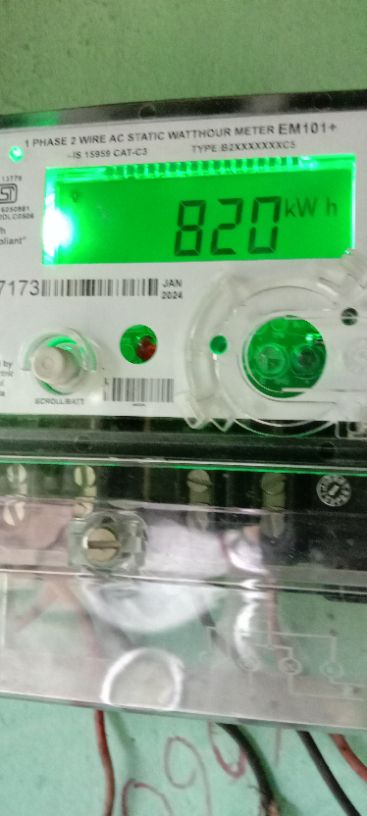 1 PHASE 2 WIRE AC STATIC WATTHOUR METER EM101+
~IS 15959 CAT-C3 TYPE:B2XXXXXXXC5
13779
820 kWh
7173
JAN
2024
SCROLL/BATT